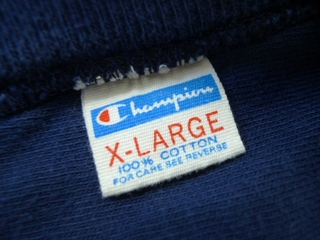 Champion
X-LARGE
100% COTTON
FOR CARE SEE REVERSE